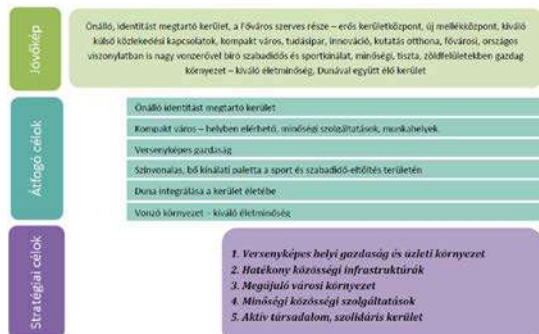 Jövőkép
Önálló, identitást megtartó kerület, a főváros szerves része – erős kerületközpont, új mellékközpont, kiváló
külső közlekedési kapcsolatok, kompakt város, tudásipar, innováció, kutatás otthona, fővárosi, országos
viszonylatban is nagy vonzerővel bíró szabadidős és sportkínálat, minőségi, tiszta, zöldfelületekben gazdag
környezet – kiváló életminőség, Dunával együtt élő kerület
Átfogó célok
Önálló identitást megtartó kerület
Kompakt város – helyben elérhető, minőségi szolgáltatások, munkahelyek.
Versenyképes gazdaság
Színvonalas, bő kínálati paletta a sport és szabadidő-eltöltés területén
Duna integrálása a kerület életébe
Vonzó környezet – kiváló életminőség
Stratégiai célok
1. Versenyképes helyi gazdaság és üzleti környezet
2. Hatékony közösségi infrastruktúrák
3. Megújuló városi környezet
4. Minőségi közösségi szolgáltatások
5. Aktív társadalom, szolidáris kerület